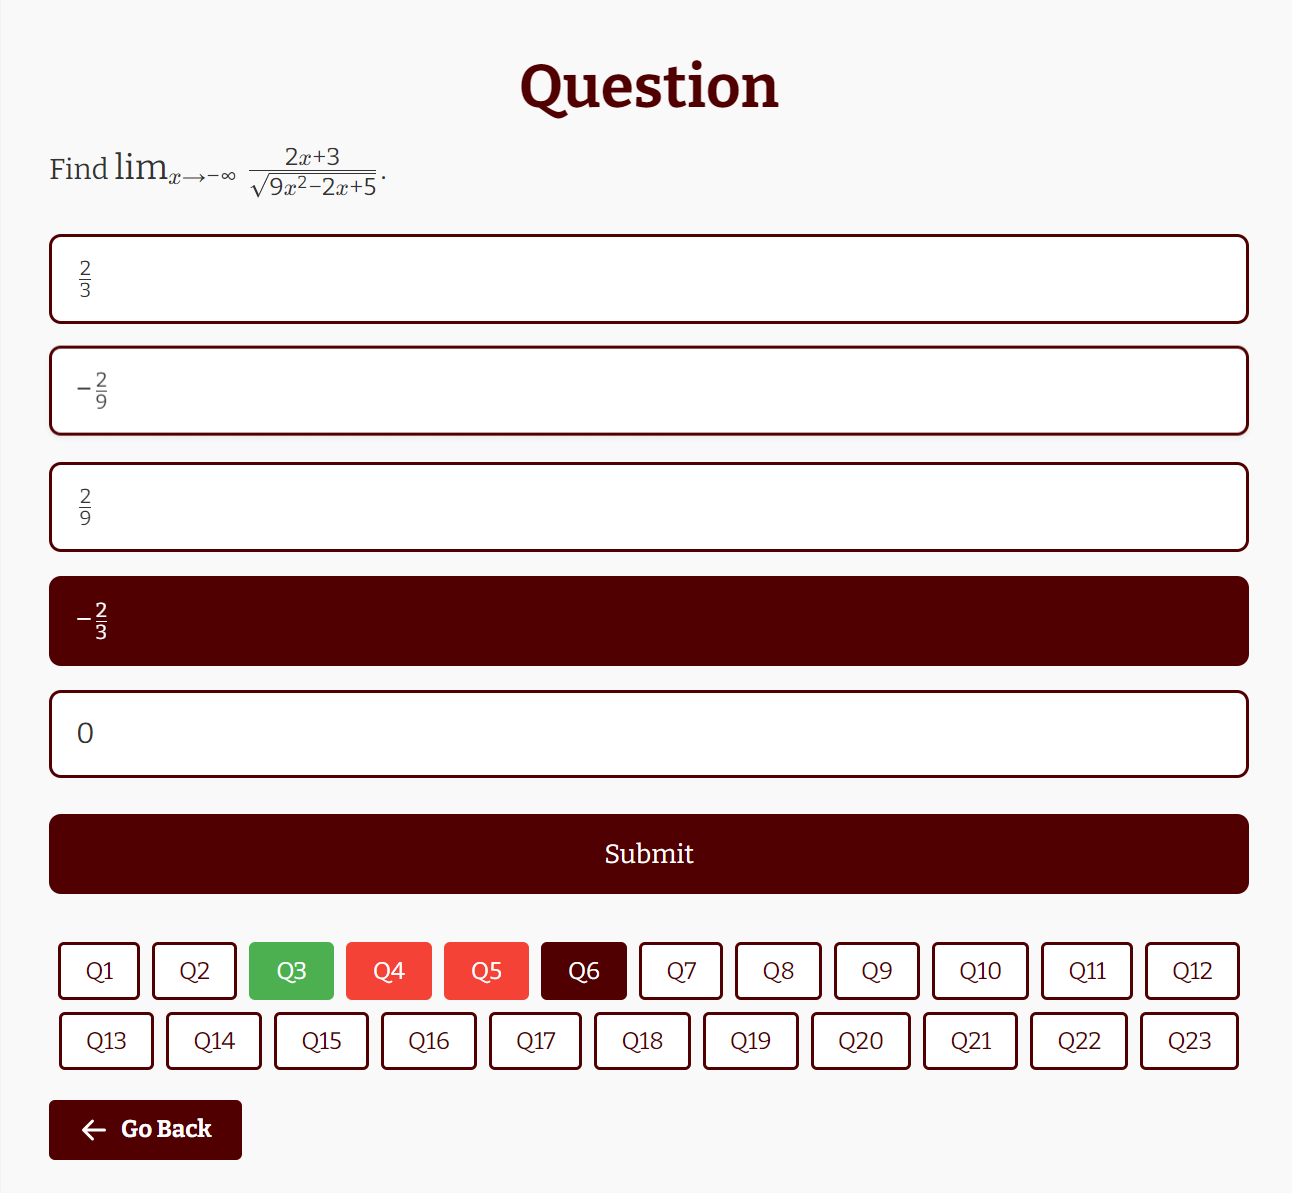 Question
Find lim_{x→−∞} \frac{2x+3}{\sqrt{9x^2−2x+5}}.
\frac{2}{3}
−\frac{2}{9}
\frac{2}{9}
−\frac{2}{3}
0
Submit
Q1 Q2 Q3 Q4 Q5 Q6 Q7 Q8 Q9 Q10 Q11 Q12
Q13 Q14 Q15 Q16 Q17 Q18 Q19 Q20 Q21 Q22 Q23
← Go Back